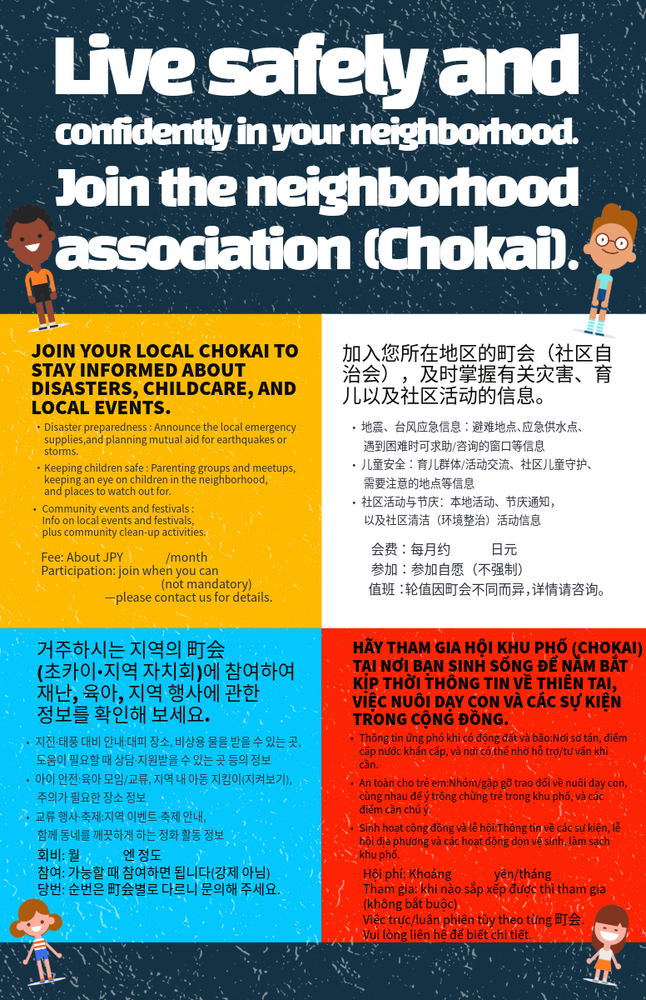 Live safely and
confidently in your neighborhood.
Join the neighborhood
association (Chokai).
JOIN YOUR LOCAL CHOKAI TO
STAY INFORMED ABOUT
DISASTERS, CHILDCARE, AND
LOCAL EVENTS.
• Disaster preparedness : Announce the local emergency
supplies,and planning mutual aid for earthquakes or
storms.
• Keeping children safe : Parenting groups and meetups,
keeping an eye on children in the neighborhood,
and places to watch out for.
• Community events and festivals :
Info on local events and festivals,
plus community clean-up activities.
Fee: About JPY /month
Participation: join when you can
(not mandatory)
—please contact us for details.
加入您所在地区的町会（社区自
治会），及时掌握有关灾害、育
儿以及社区活动的信息。
• 地震、台风应急信息：避难地点、应急供水点、
遇到困难时可求助/咨询的窗口等信息
• 儿童安全：育儿群体/活动交流、社区儿童守护、
需要注意的地点等信息
• 社区活动与节庆：本地活动、节庆通知，
以及社区清洁（环境整治）活动信息
会费：每月约 日元
参加：参加自愿（不强制）
值班：轮值因町会不同而异，详情请咨询。
거주하시는 지역의 町会
(초카이·지역 자치회)에 참여하여
재난, 육아, 지역 행사에 관한
정보를 확인해 보세요.
• 지진·태풍 대비 안내:대피 장소, 비상용 물을 받을 수 있는 곳,
도움이 필요할 때 상담·지원받을 수 있는 곳 등의 정보
• 아이 안전:육아 모임/교류, 지역 내 아동 지킴이(지켜보기),
주의가 필요한 장소 정보
• 교류 행사·축제:지역 이벤트·축제 안내,
함께 동네를 깨끗하게 하는 정화 활동 정보
회비: 월 엔 정도
참여: 가능할 때 참여하면 됩니다(강제 아님)
당번: 순번은 町会별로 다르니 문의해 주세요.
HÃY THAM GIA HỘI KHU PHỐ (CHOKAI)
TẠI NƠI BẠN SINH SỐNG ĐỂ NẮM BẮT
KỊP THỜI THÔNG TIN VỀ THIÊN TAI,
VIỆC NUÔI DẠY CON VÀ CÁC SỰ KIỆN
TRONG CỘNG ĐỒNG.
• Thông tin ứng phó khi có động đất và bão:Nơi sơ tán, điểm
cấp nước khẩn cấp, và nơi có thể nhờ hỗ trợ/tư vấn khi
cần.
• An toàn cho trẻ em:Nhóm/gặp gỡ trao đổi về nuôi dạy con,
cùng nhau để ý trông chừng trẻ trong khu phố, và các
điểm cần chú ý.
• Sinh hoạt cộng đồng và lễ hội:Thông tin về các sự kiện, lễ
hội địa phương và các hoạt động dọn vệ sinh, làm sạch
khu phố.
Hội phí: Khoảng yên/tháng
Tham gia: khi nào sắp xếp được thì tham gia
(không bắt buộc)
Việc trực/luân phiên tùy theo từng 町会.
Vui lòng liên hệ để biết chi tiết.